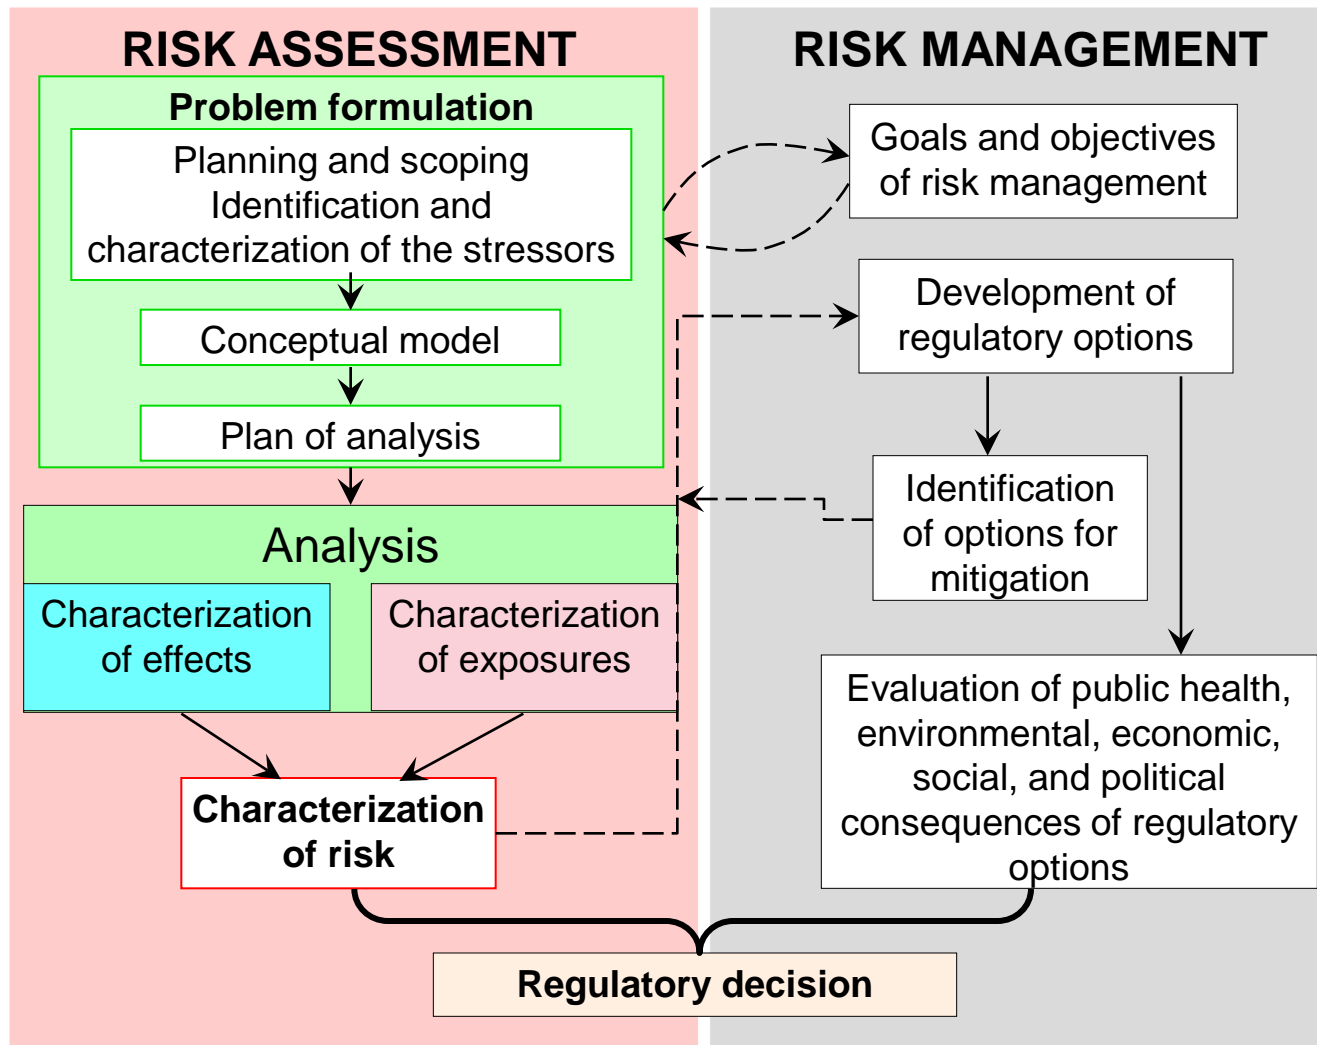 RISK ASSESSMENT
Problem formulation
Planning and scoping
Identification and
characterization of the stressors
Conceptual model
Plan of analysis
Analysis
Characterization
of effects
Characterization
of exposures
Characterization
of risk
RISK MANAGEMENT
Goals and objectives
of risk management
Development of
regulatory options
Identification
of options for
mitigation
Evaluation of public health,
environmental, economic,
social, and political
consequences of regulatory
options
Regulatory decision